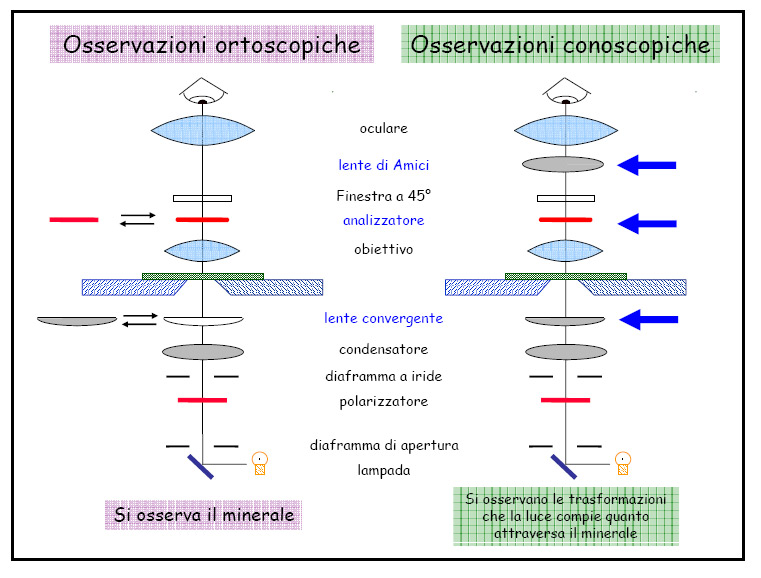 Osservazioni ortoscopiche
Osservazioni conoscopiche
oculare
lente di Amici
Finestra a 45°
analizzatore
obiettivo
lente convergente
condensatore
diaframma a iride
polarizzatore
diaframma di apertura
lampada
Si osserva il minerale
Si osservano le trasformazioni
che la luce compie quanto
attraversa il minerale